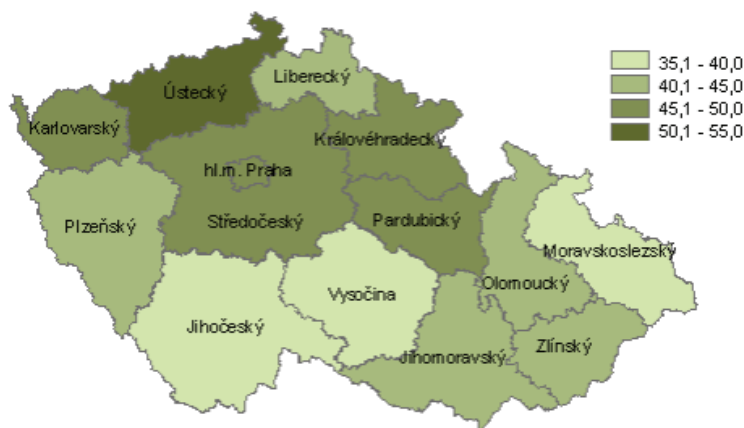 35,1 - 40,0
40,1 - 45,0
45,1 - 50,0
50,1 - 55,0
Ústecký
Liberecký
Karlovarský
Královéhradecký
hl.m. Praha
Plzeňský
Středočeský
Pardubický
Moravskoslezský
Olomoucký
Vysočina
Jihočeský
Jihomoravský
Zlínský